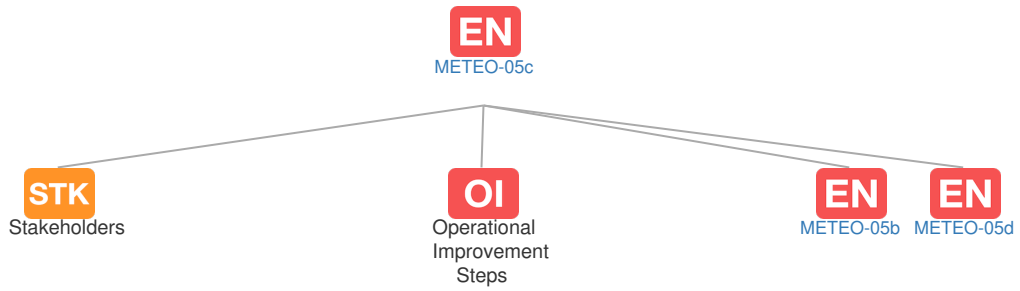 EN
METEO-05c
STK
Stakeholders
OI
Operational
Improvement
Steps
EN
METEO-05b
EN
METEO-05d